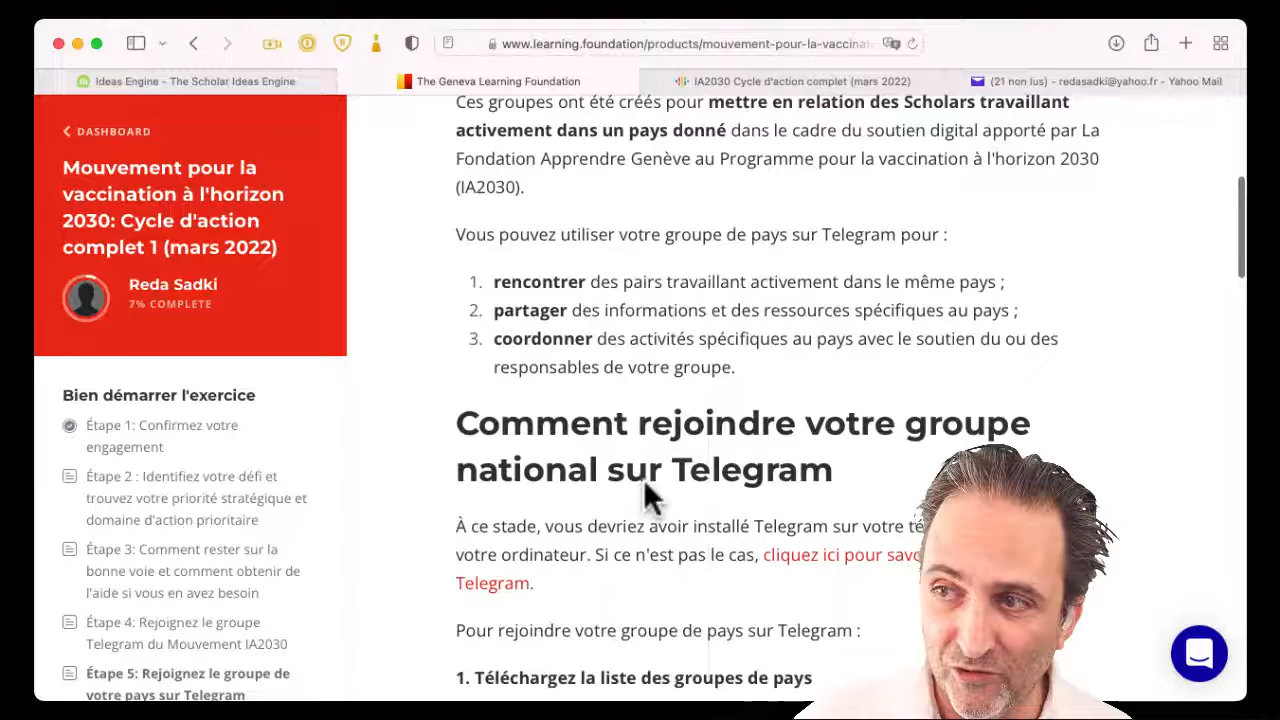 www.learning.foundation/products/mouvement-pour-la-vaccinat
Ideas Engine – The Scholar Ideas Engine
The Geneva Learning Foundation
IA2030 Cycle d'action complet (mars 2022)
(21 non lus) - redasadki@yahoo.fr - Yahoo Mail
DASHBOARD
Mouvement pour la
vaccination à l'horizon
2030: Cycle d'action
complet 1 (mars 2022)
Reda Sadki
7% COMPLETE
Bien démarrer l'exercice
Étape 1: Confirmez votre
engagement
Étape 2 : Identifiez votre défi et
trouvez votre priorité stratégique et
domaine d'action prioritaire
Étape 3: Comment rester sur la
bonne voie et comment obtenir de
l'aide si vous en avez besoin
Étape 4: Rejoignez le groupe
Telegram du Mouvement IA2030
Étape 5: Rejoignez le groupe de
votre pays sur Telegram
Ces groupes ont été créés pour mettre en relation des Scholars travaillant
activement dans un pays donné dans le cadre du soutien digital apporté par La
Fondation Apprendre Genève au Programme pour la vaccination à l'horizon 2030
(IA2030).
Vous pouvez utiliser votre groupe de pays sur Telegram pour :
1. rencontrer des pairs travaillant activement dans le même pays ;
2. partager des informations et des ressources spécifiques au pays ;
3. coordonner des activités spécifiques au pays avec le soutien du ou des
responsables de votre groupe.
Comment rejoindre votre groupe
national sur Telegram
À ce stade, vous devriez avoir installé Telegram sur votre
votre ordinateur. Si ce n'est pas le cas, cliquez ici pour
Telegram.
Pour rejoindre votre groupe de pays sur Telegram :
1. Téléchargez la liste des groupes de pays